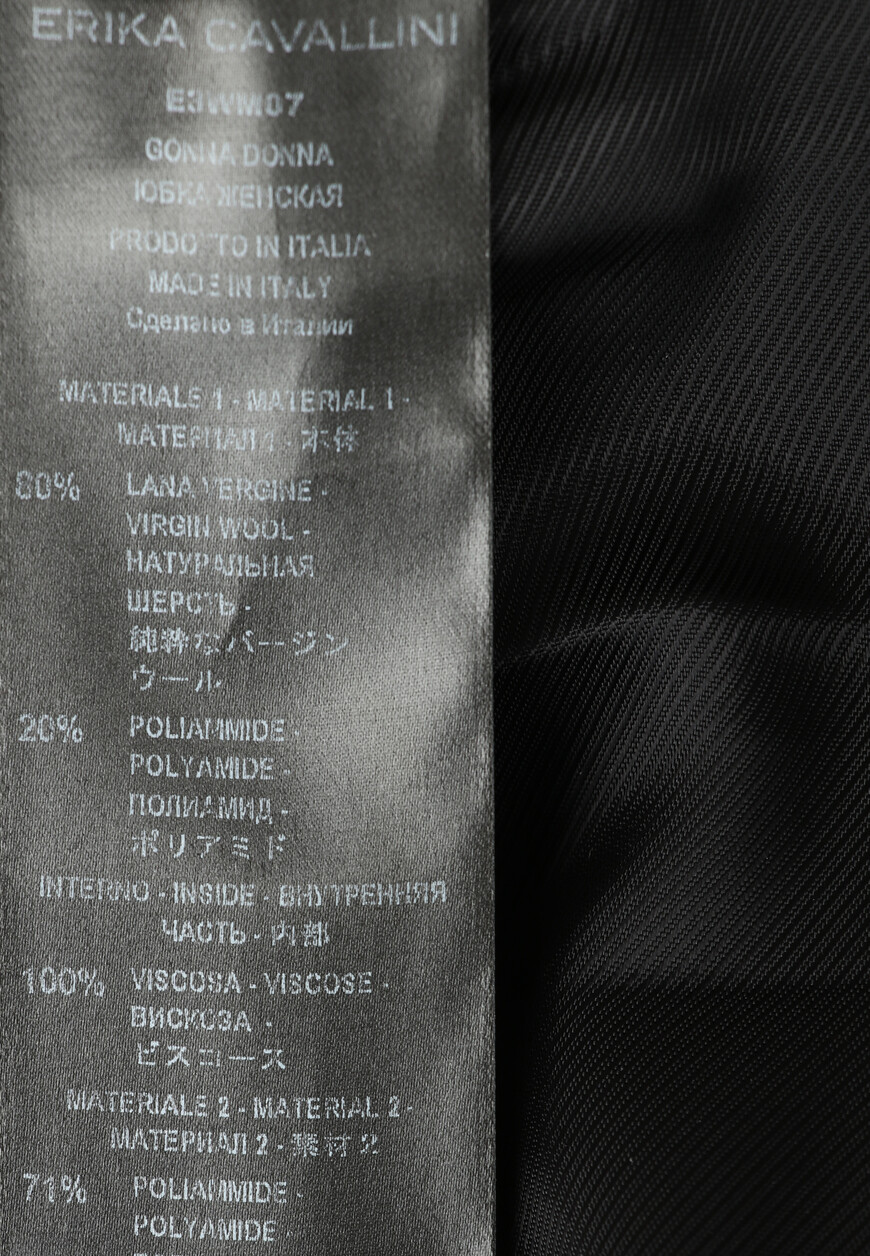 ERIKA CAVALLINI
E3WM07
GONNA DONNA
ЮБКА ЖЕНСКАЯ
PRODOTTO IN ITALIA
MADE IN ITALY
Сделано в Италии
MATERIALE 1 - MATERIAL 1 -
МАТЕРИАЛ 1 - 本体
80% LANA VERGINE -
VIRGIN WOOL -
НАТУРАЛЬНАЯ
ШЕРСТЬ -
純粋なバージン
ウール
20% POLIAMMIDE -
POLYAMIDE -
ПОЛИАМИД -
ポリアミド
INTERNO - INSIDE - ВНУТРЕННЯЯ
ЧАСТЬ - 内部
100% VISCOSA - VISCOSE -
ВИСКОЗА -
ビスコース
MATERIALE 2 - MATERIAL 2 -
МАТЕРИАЛ 2 - 素材 2
71% POLIAMMIDE -
POLYAMIDE -